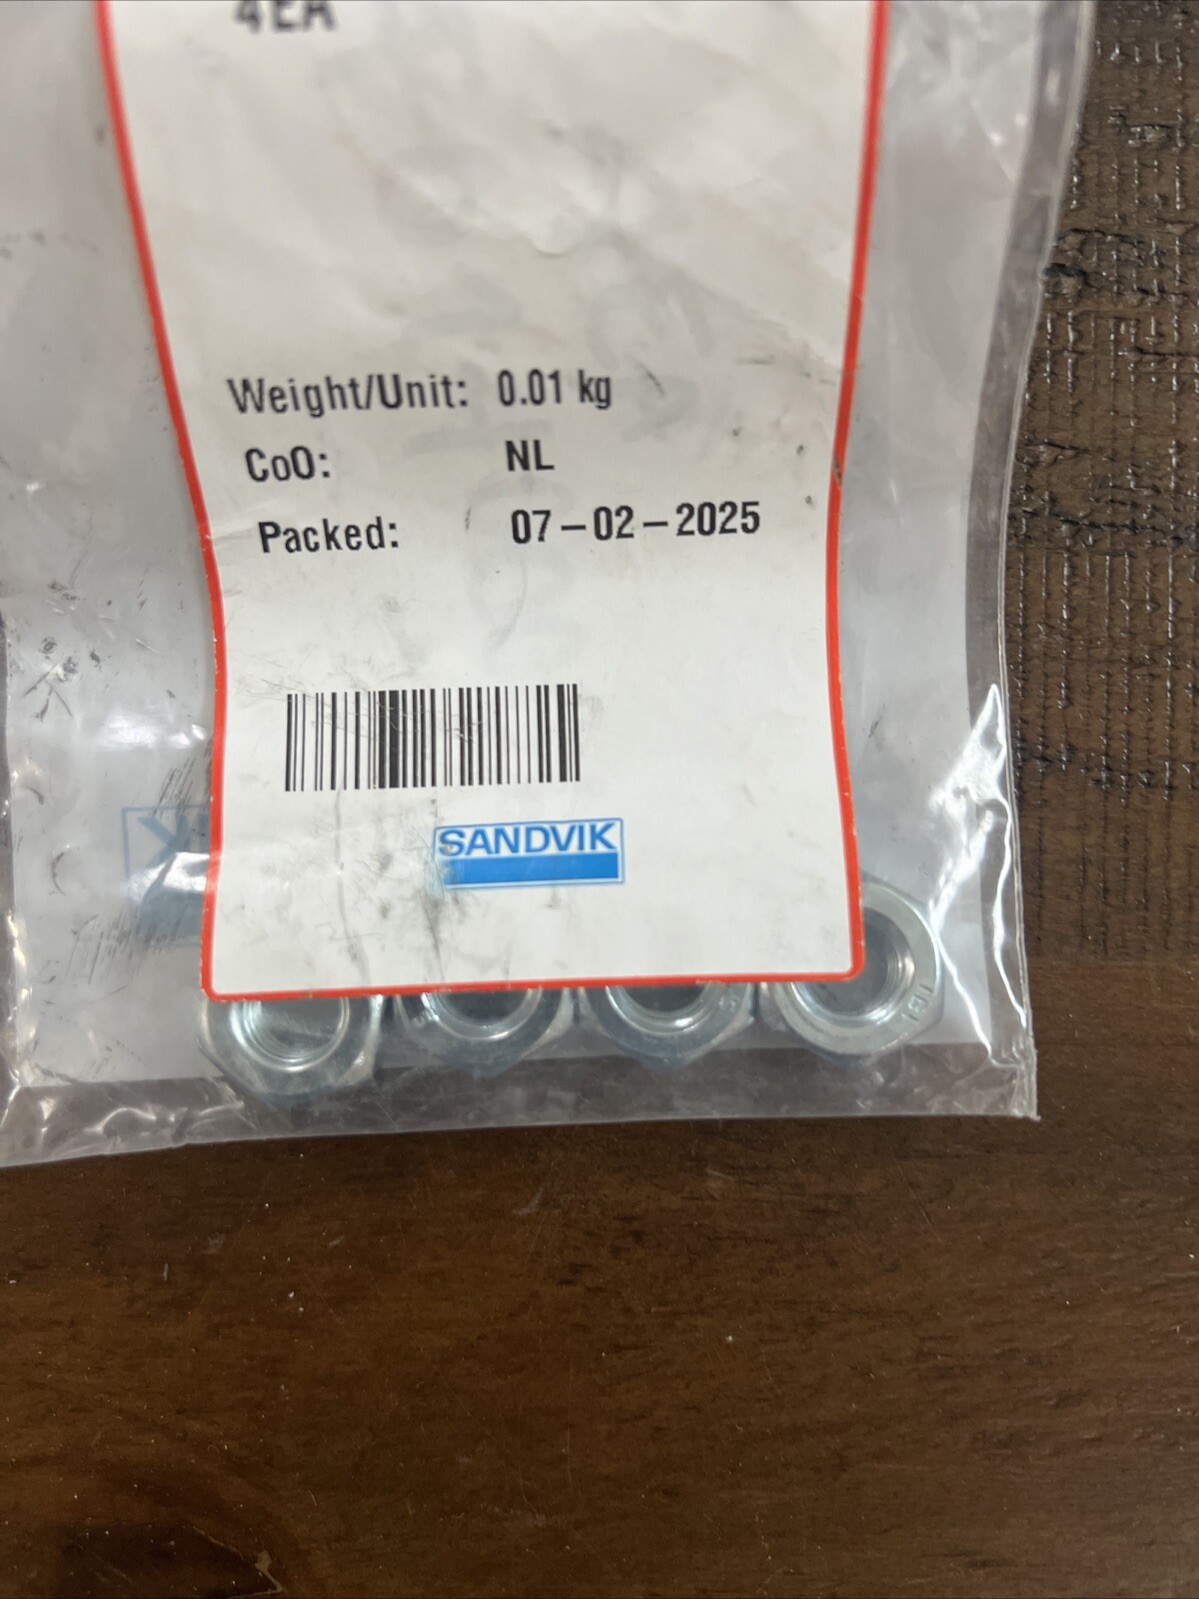 4EA
Weight/Unit: 0.01 kg
CoO: NL
Packed: 07-02-2025
SANDVIK